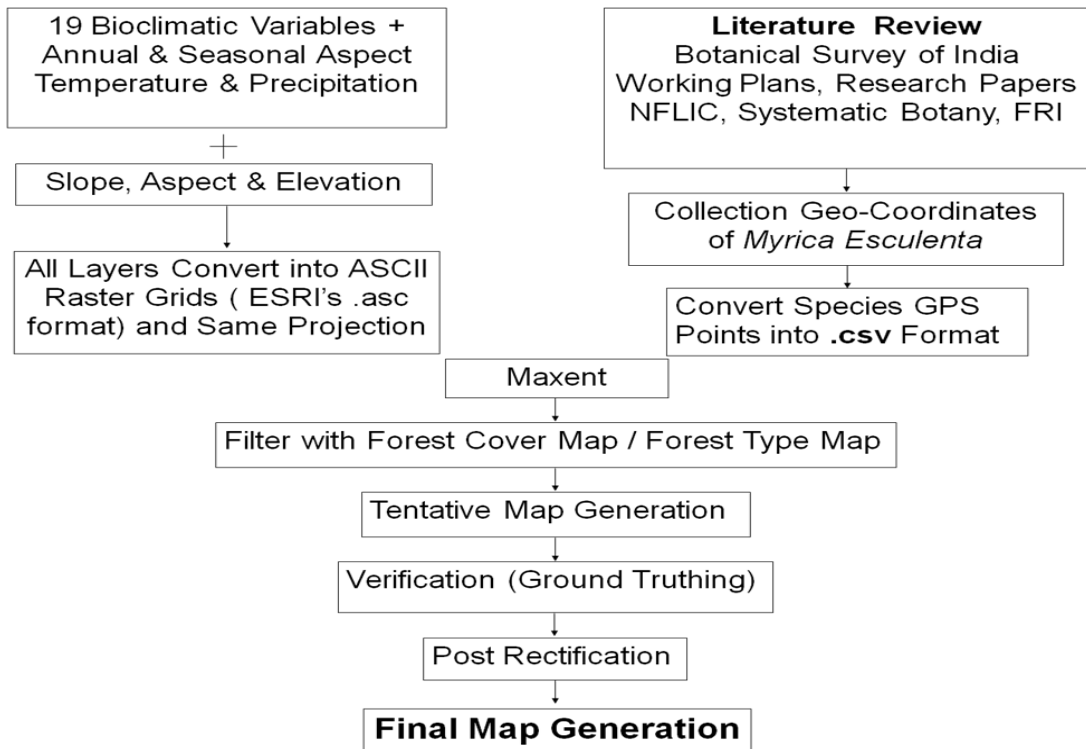 19 Bioclimatic Variables +
Annual & Seasonal Aspect
Temperature & Precipitation
+
Slope, Aspect & Elevation
All Layers Convert into ASCII
Raster Grids ( ESRI's .asc
format) and Same Projection
Literature Review
Botanical Survey of India
Working Plans, Research Papers
NFLIC, Systematic Botany, FRI
Collection Geo-Coordinates
of Myrica Esculenta
Convert Species GPS
Points into .csv Format
Maxent
Filter with Forest Cover Map / Forest Type Map
Tentative Map Generation
Verification (Ground Truthing)
Post Rectification
Final Map Generation